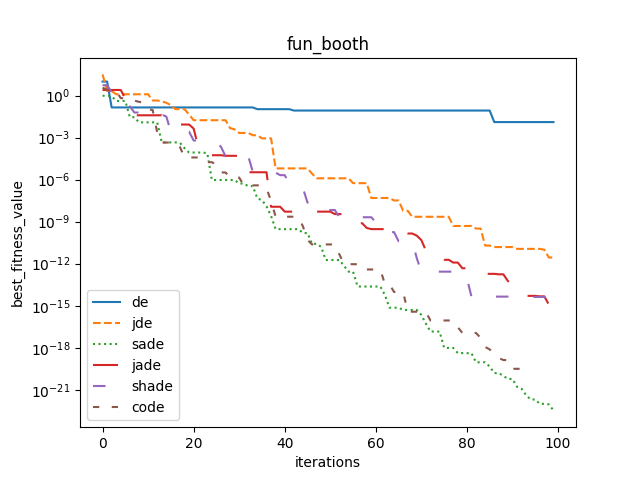 fun_booth
best_fitness_value
10^0
10^−3
10^−6
10^−9
10^−12
10^−15
10^−18
10^−21
de
jde
sade
jade
shade
code
0 20 40 60 80 100
iterations